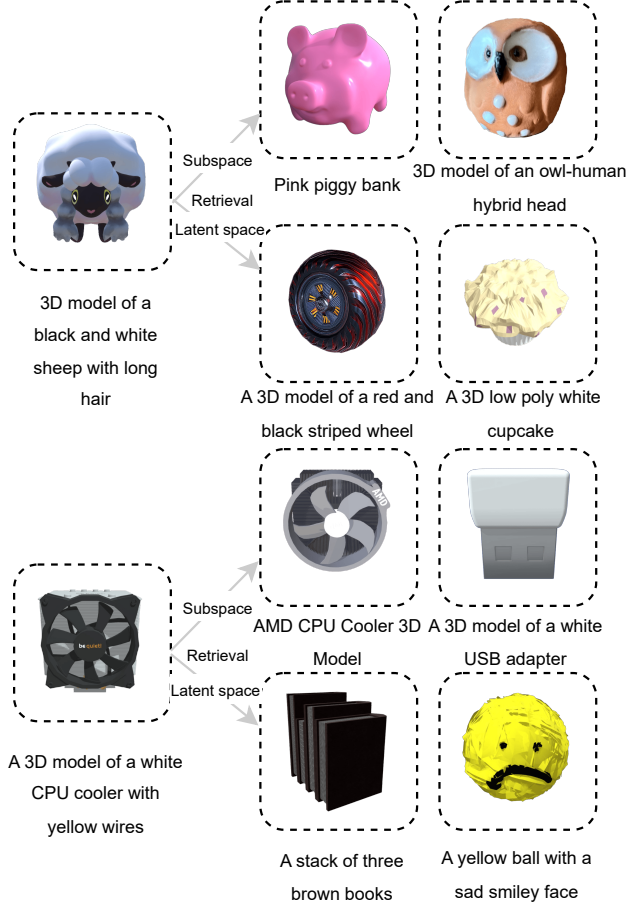 Subspace
Retrieval
Latent space
3D model of a
black and white
sheep with long
hair
Pink piggy bank
3D model of an owl-human
hybrid head
A 3D model of a red and
black striped wheel
A 3D low poly white
cupcake
Subspace
Retrieval
Latent space
be quiet!
A 3D model of a white
CPU cooler with
yellow wires
AMD
AMD CPU Cooler 3D
Model
A 3D model of a white
USB adapter
A stack of three
brown books
A yellow ball with a
sad smiley face